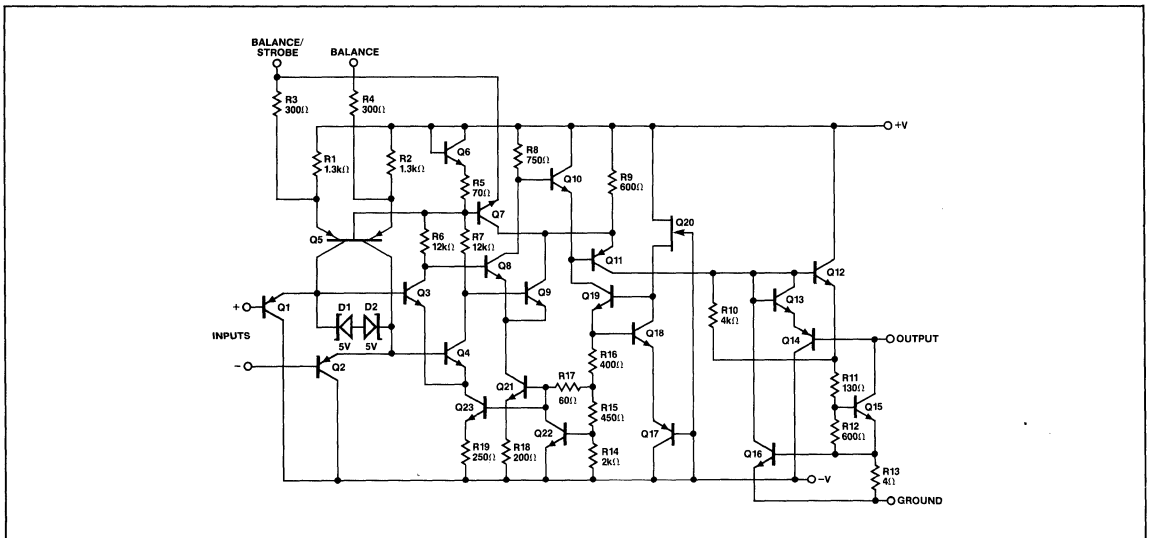 BALANCE/
STROBE
BALANCE
R3
300Ω
R4
300Ω
+V
R1
1.3kΩ
R2
1.3kΩ
Q6
R5
70Ω
R8
750Ω
Q10
R9
600Ω
Q5
Q7
Q20
R6
12kΩ
R7
12kΩ
Q8
Q9
Q11
Q12
Q3
Q19
Q13
+
Q1
D1
D2
5V
5V
INPUTS
R10
4kΩ
Q18
Q14
OUTPUT
−
Q2
Q4
R16
400Ω
R11
130Ω
Q15
Q21
R17
60Ω
Q23
Q22
R15
450Ω
R12
600Ω
Q17
Q16
R19
250Ω
R18
200Ω
R14
2kΩ
−V
R13
4Ω
GROUND